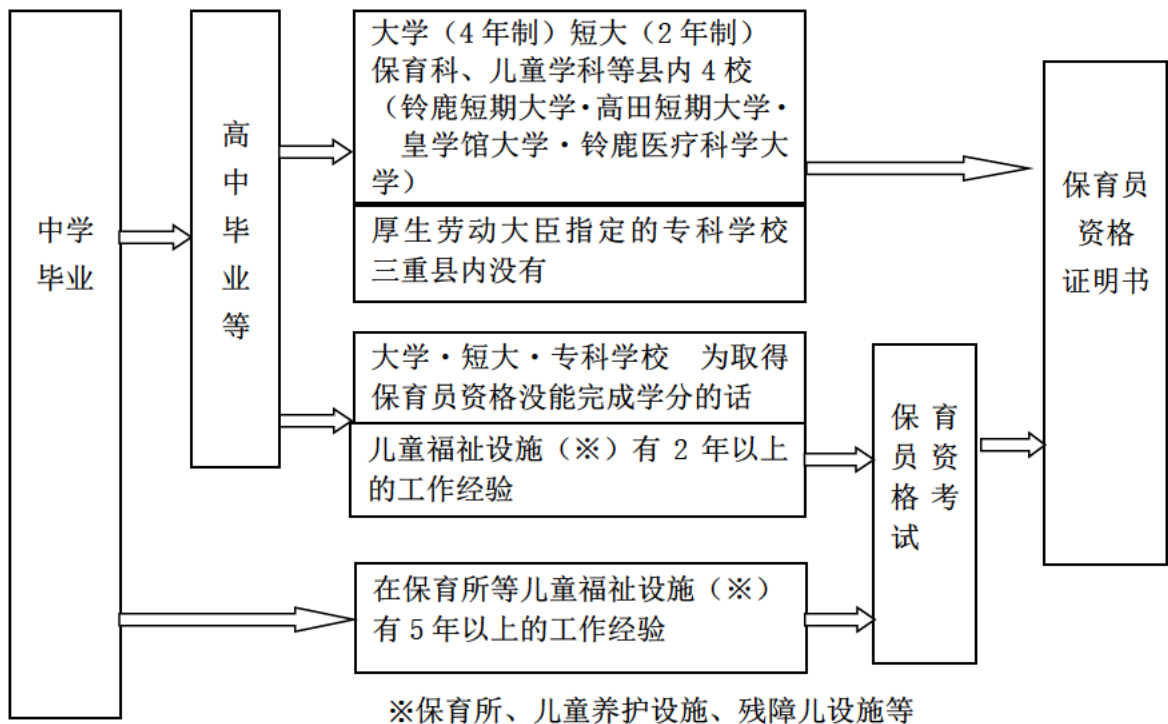 中学
毕业
高
中
毕
业
等
大学（4年制）短大（2年制）
保育科、儿童学科等县内4校
（铃鹿短期大学·高田短期大学·
皇学馆大学·铃鹿医疗科学大
学）
厚生劳动大臣指定的专科学校
三重县内没有
大学·短大·专科学校　为取得
保育员资格没能完成学分的话
儿童福祉设施（※）有 2 年以上
的工作经验
在保育所等儿童福祉设施（※）
有5年以上的工作经验
保 育
员 资
格 考
试
保育员
资格
证明书
※保育所、儿童养护设施、残障儿设施等